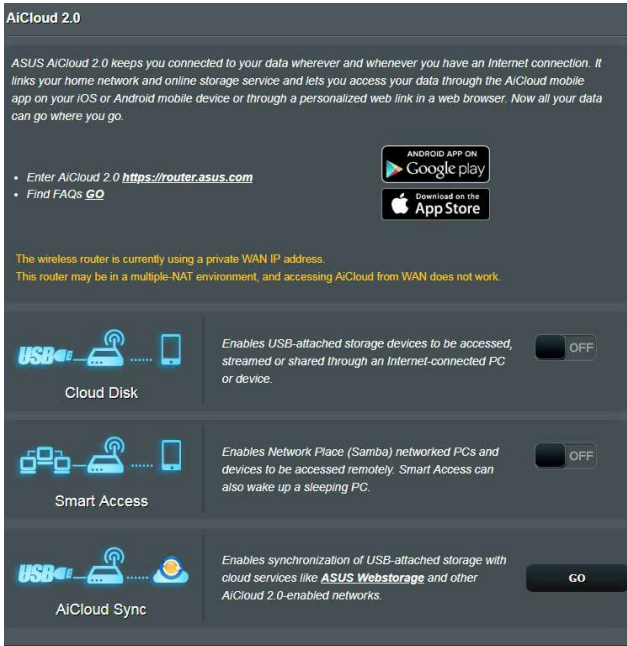 AiCloud 2.0
ASUS AiCloud 2.0 keeps you connected to your data wherever and whenever you have an Internet connection. It
links your home network and online storage service and lets you access your data through the AiCloud mobile
app on your iOS or Android mobile device or through a personalized web link in a web browser. Now all your data
can go where you go.
ANDROID APP ON
Google play
• Enter AiCloud 2.0 https://router.asus.com
• Find FAQs GO
Download on the
App Store
The wireless router is currently using a private WAN IP address.
This router may be in a multiple-NAT environment, and accessing AiCloud from WAN does not work.
USB
Cloud Disk
Enables USB-attached storage devices to be accessed,
streamed or shared through an Internet-connected PC
or device.
OFF
Smart Access
Enables Network Place (Samba) networked PCs and
devices to be accessed remotely. Smart Access can
also wake up a sleeping PC.
OFF
USB
AiCloud Sync
Enables synchronization of USB-attached storage with
cloud services like ASUS Webstorage and other
AiCloud 2.0-enabled networks.
GO